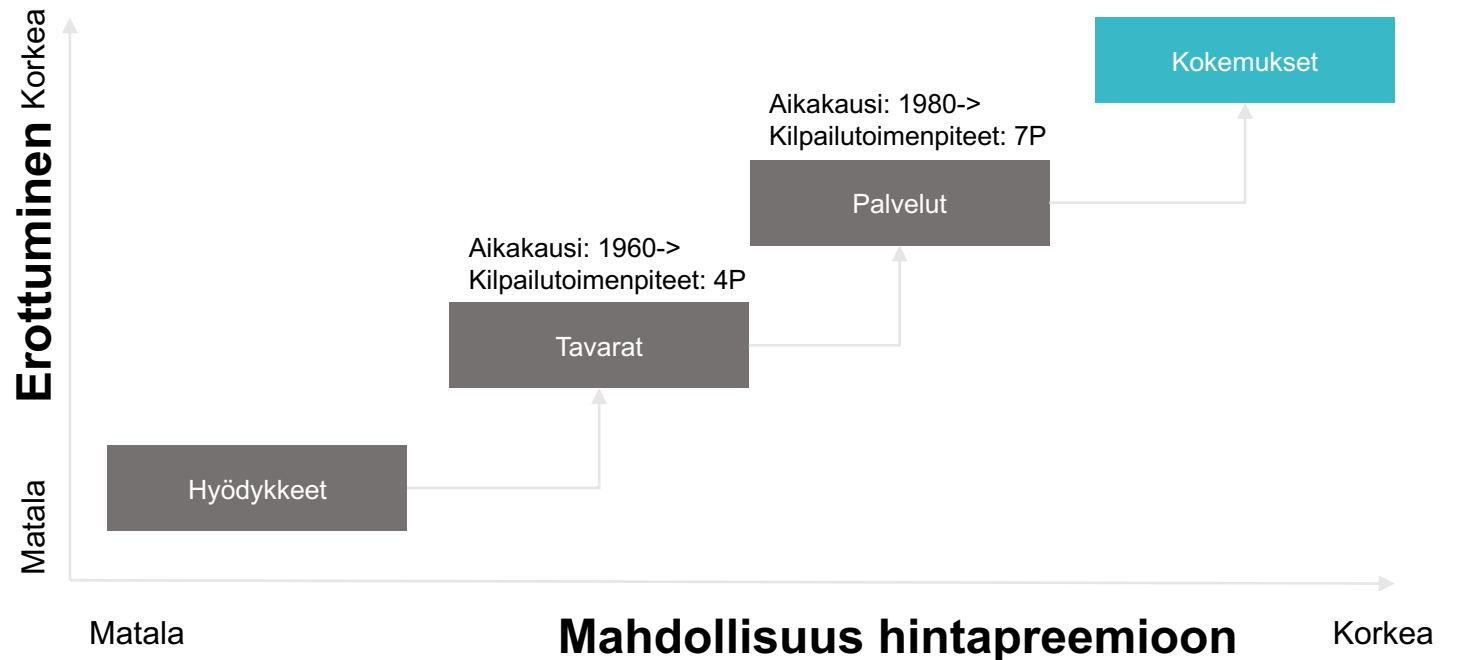 Korkea
Erottuminen
Matala
Kokemukset
Aikakausi: 1980->
Kilpailutoimenpiteet: 7P
Palvelut
Aikakausi: 1960->
Kilpailutoimenpiteet: 4P
Tavarat
Hyödykkeet
Matala
Mahdollisuus hintapreemioon
Korkea